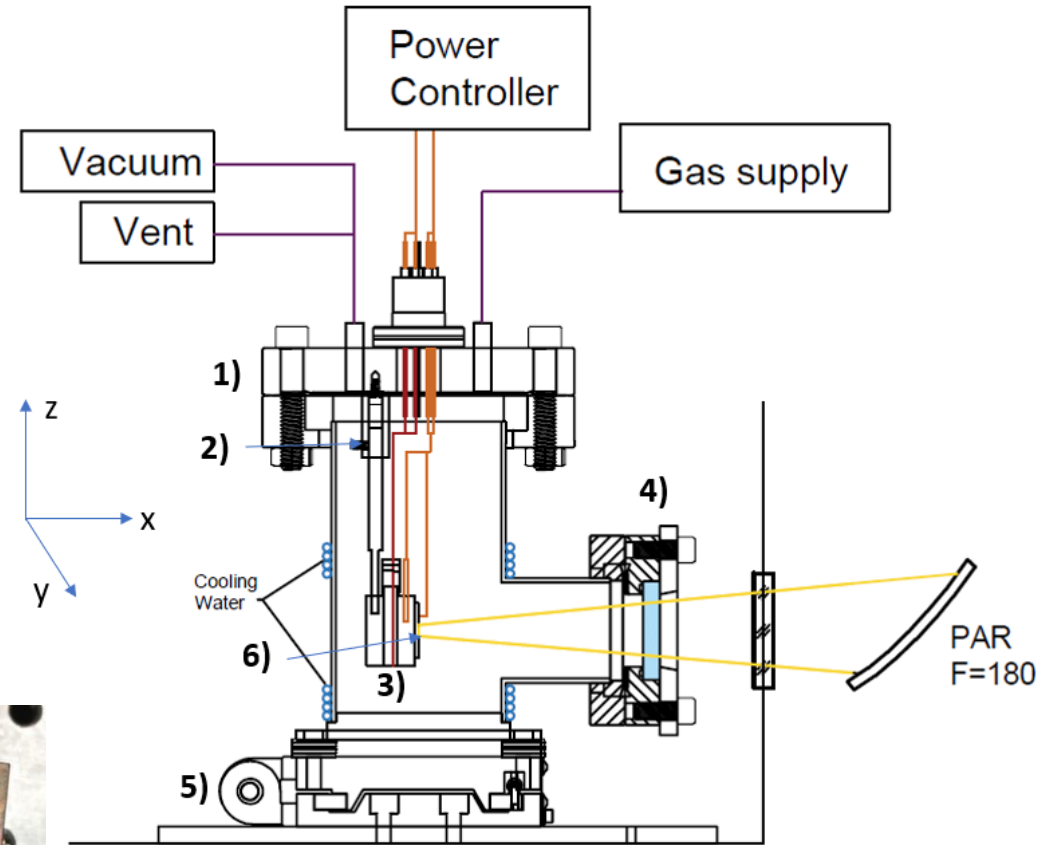 Power
Controller
Vacuum
Gas supply
Vent
1)
z
2)
4)
x
Cooling
Water
y
PAR
F=180
6)
3)
5)